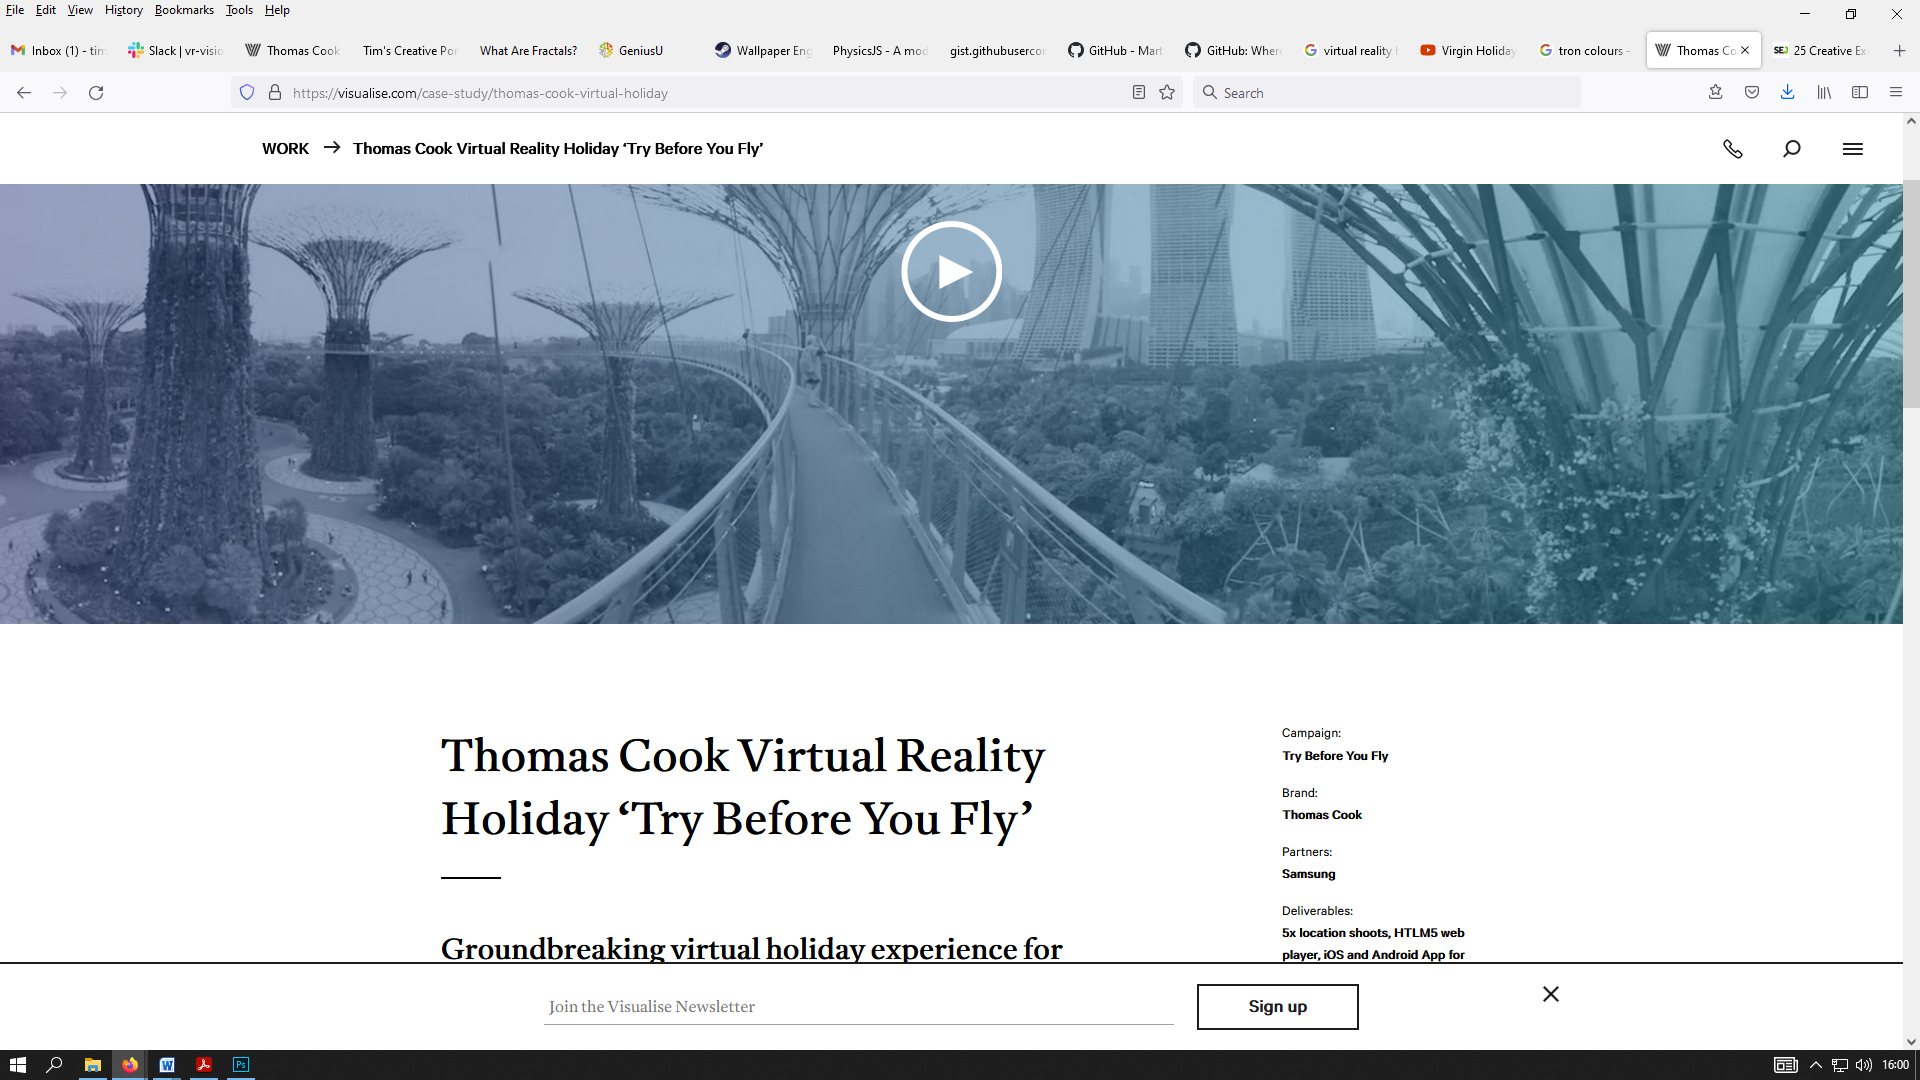 File Edit View History Bookmarks Tools Help
Inbox (1) - tim
Slack | vr-visio
Thomas Cook
Tim's Creative Por
What Are Fractals?
GeniusU
Wallpaper Eng
PhysicsJS - A mod
gist.githubusercor
GitHub - Mart
GitHub: Where
virtual reality
Virgin Holiday
tron colours -
Thomas Co
25 Creative Ex
https://visualise.com/case-study/thomas-cook-virtual-holiday
Search
WORK → Thomas Cook Virtual Reality Holiday ‘Try Before You Fly’
Thomas Cook Virtual Reality
Holiday ‘Try Before You Fly’
Groundbreaking virtual holiday experience for
Campaign:
Try Before You Fly
Brand:
Thomas Cook
Partners:
Samsung
Deliverables:
5x location shoots, HTLM5 web
player, iOS and Android App for
Join the Visualise Newsletter
Sign up
16:00